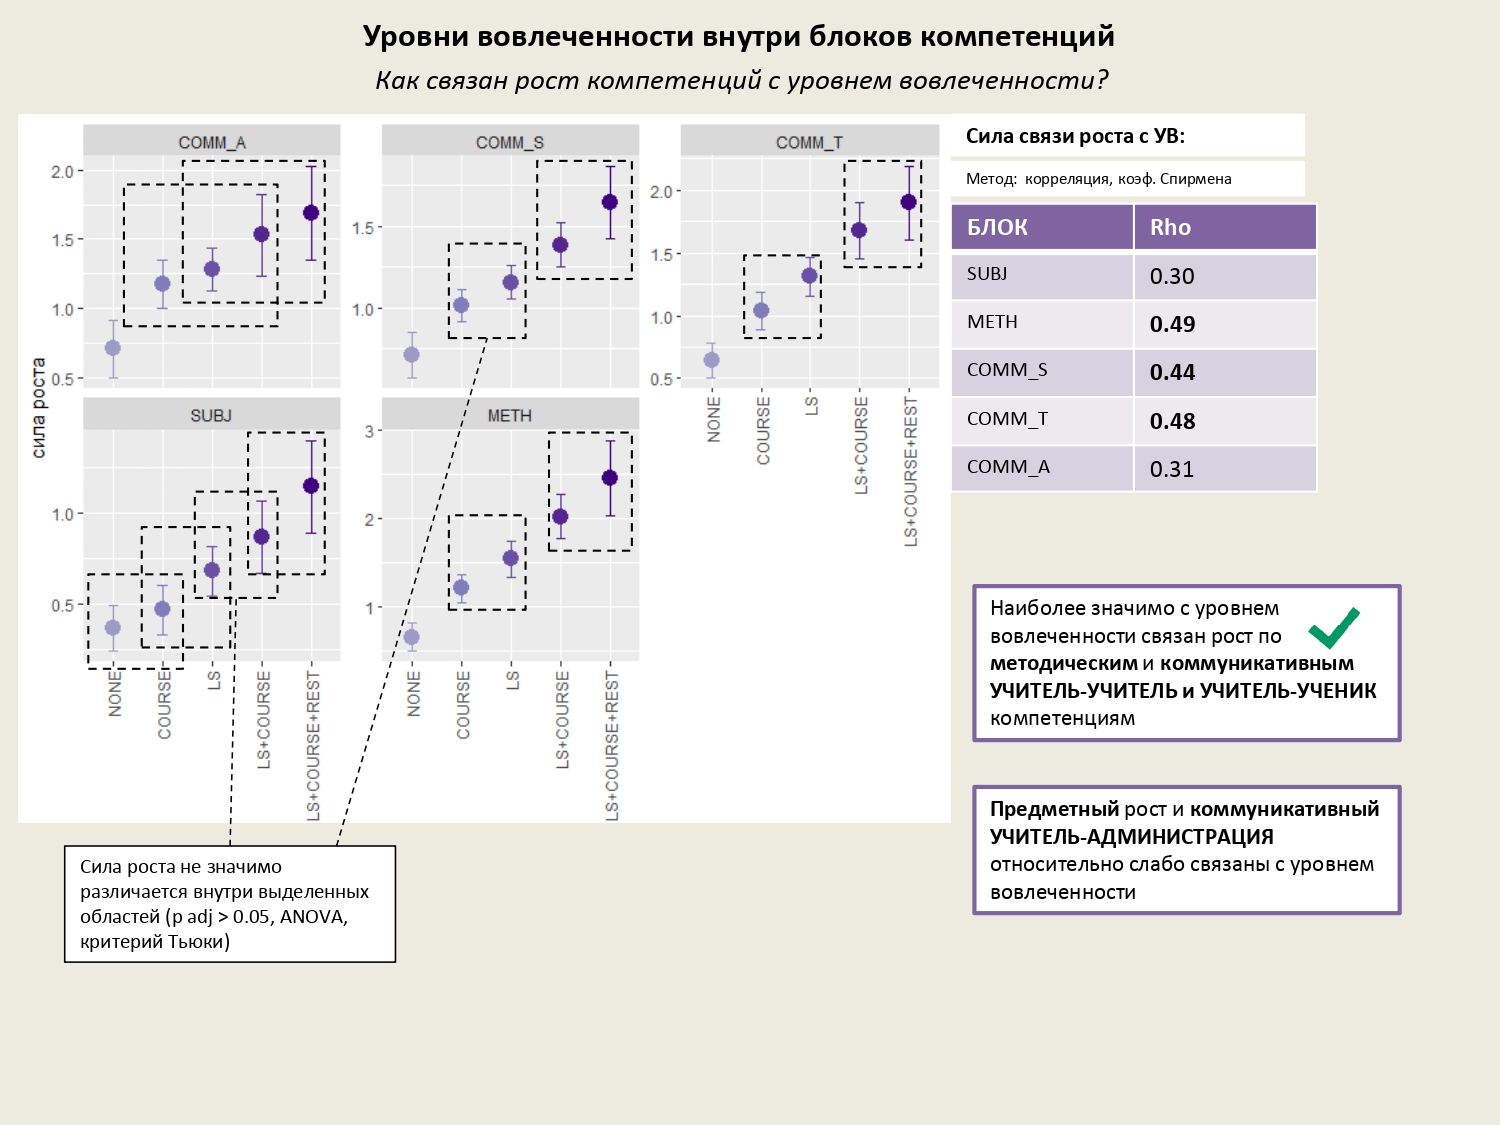 Уровни вовлеченности внутри блоков компетенций
Как связан рост компетенций с уровнем вовлеченности?
сила роста
COMM_A
2.0
1.5
1.0
0.5
COMM_S
1.5
1.0
COMM_T
2.0
1.5
1.0
0.5
NONE
COURSE
LS
LS+COURSE
LS+COURSE+REST
SUBJ
1.0
0.5
NONE
COURSE
LS
LS+COURSE
LS+COURSE+REST
METH
3
2
1
NONE
COURSE
LS
LS+COURSE
LS+COURSE+REST
Сила роста не значимо
различается внутри выделенных
областей (p adj > 0.05, ANOVA,
критерий Тьюки)
Сила связи роста с УВ:
Метод: корреляция, коэф. Спирмена
БЛОК Rho
SUBJ 0.30
METH 0.49
COMM_S 0.44
COMM_T 0.48
COMM_A 0.31
Наиболее значимо с уровнем
вовлеченности связан рост по
методическим и коммуникативным
УЧИТЕЛЬ-УЧИТЕЛЬ и УЧИТЕЛЬ-УЧЕНИК
компетенциям
Предметный рост и коммуникативный
УЧИТЕЛЬ-АДМИНИСТРАЦИЯ
относительно слабо связаны с уровнем
вовлеченности